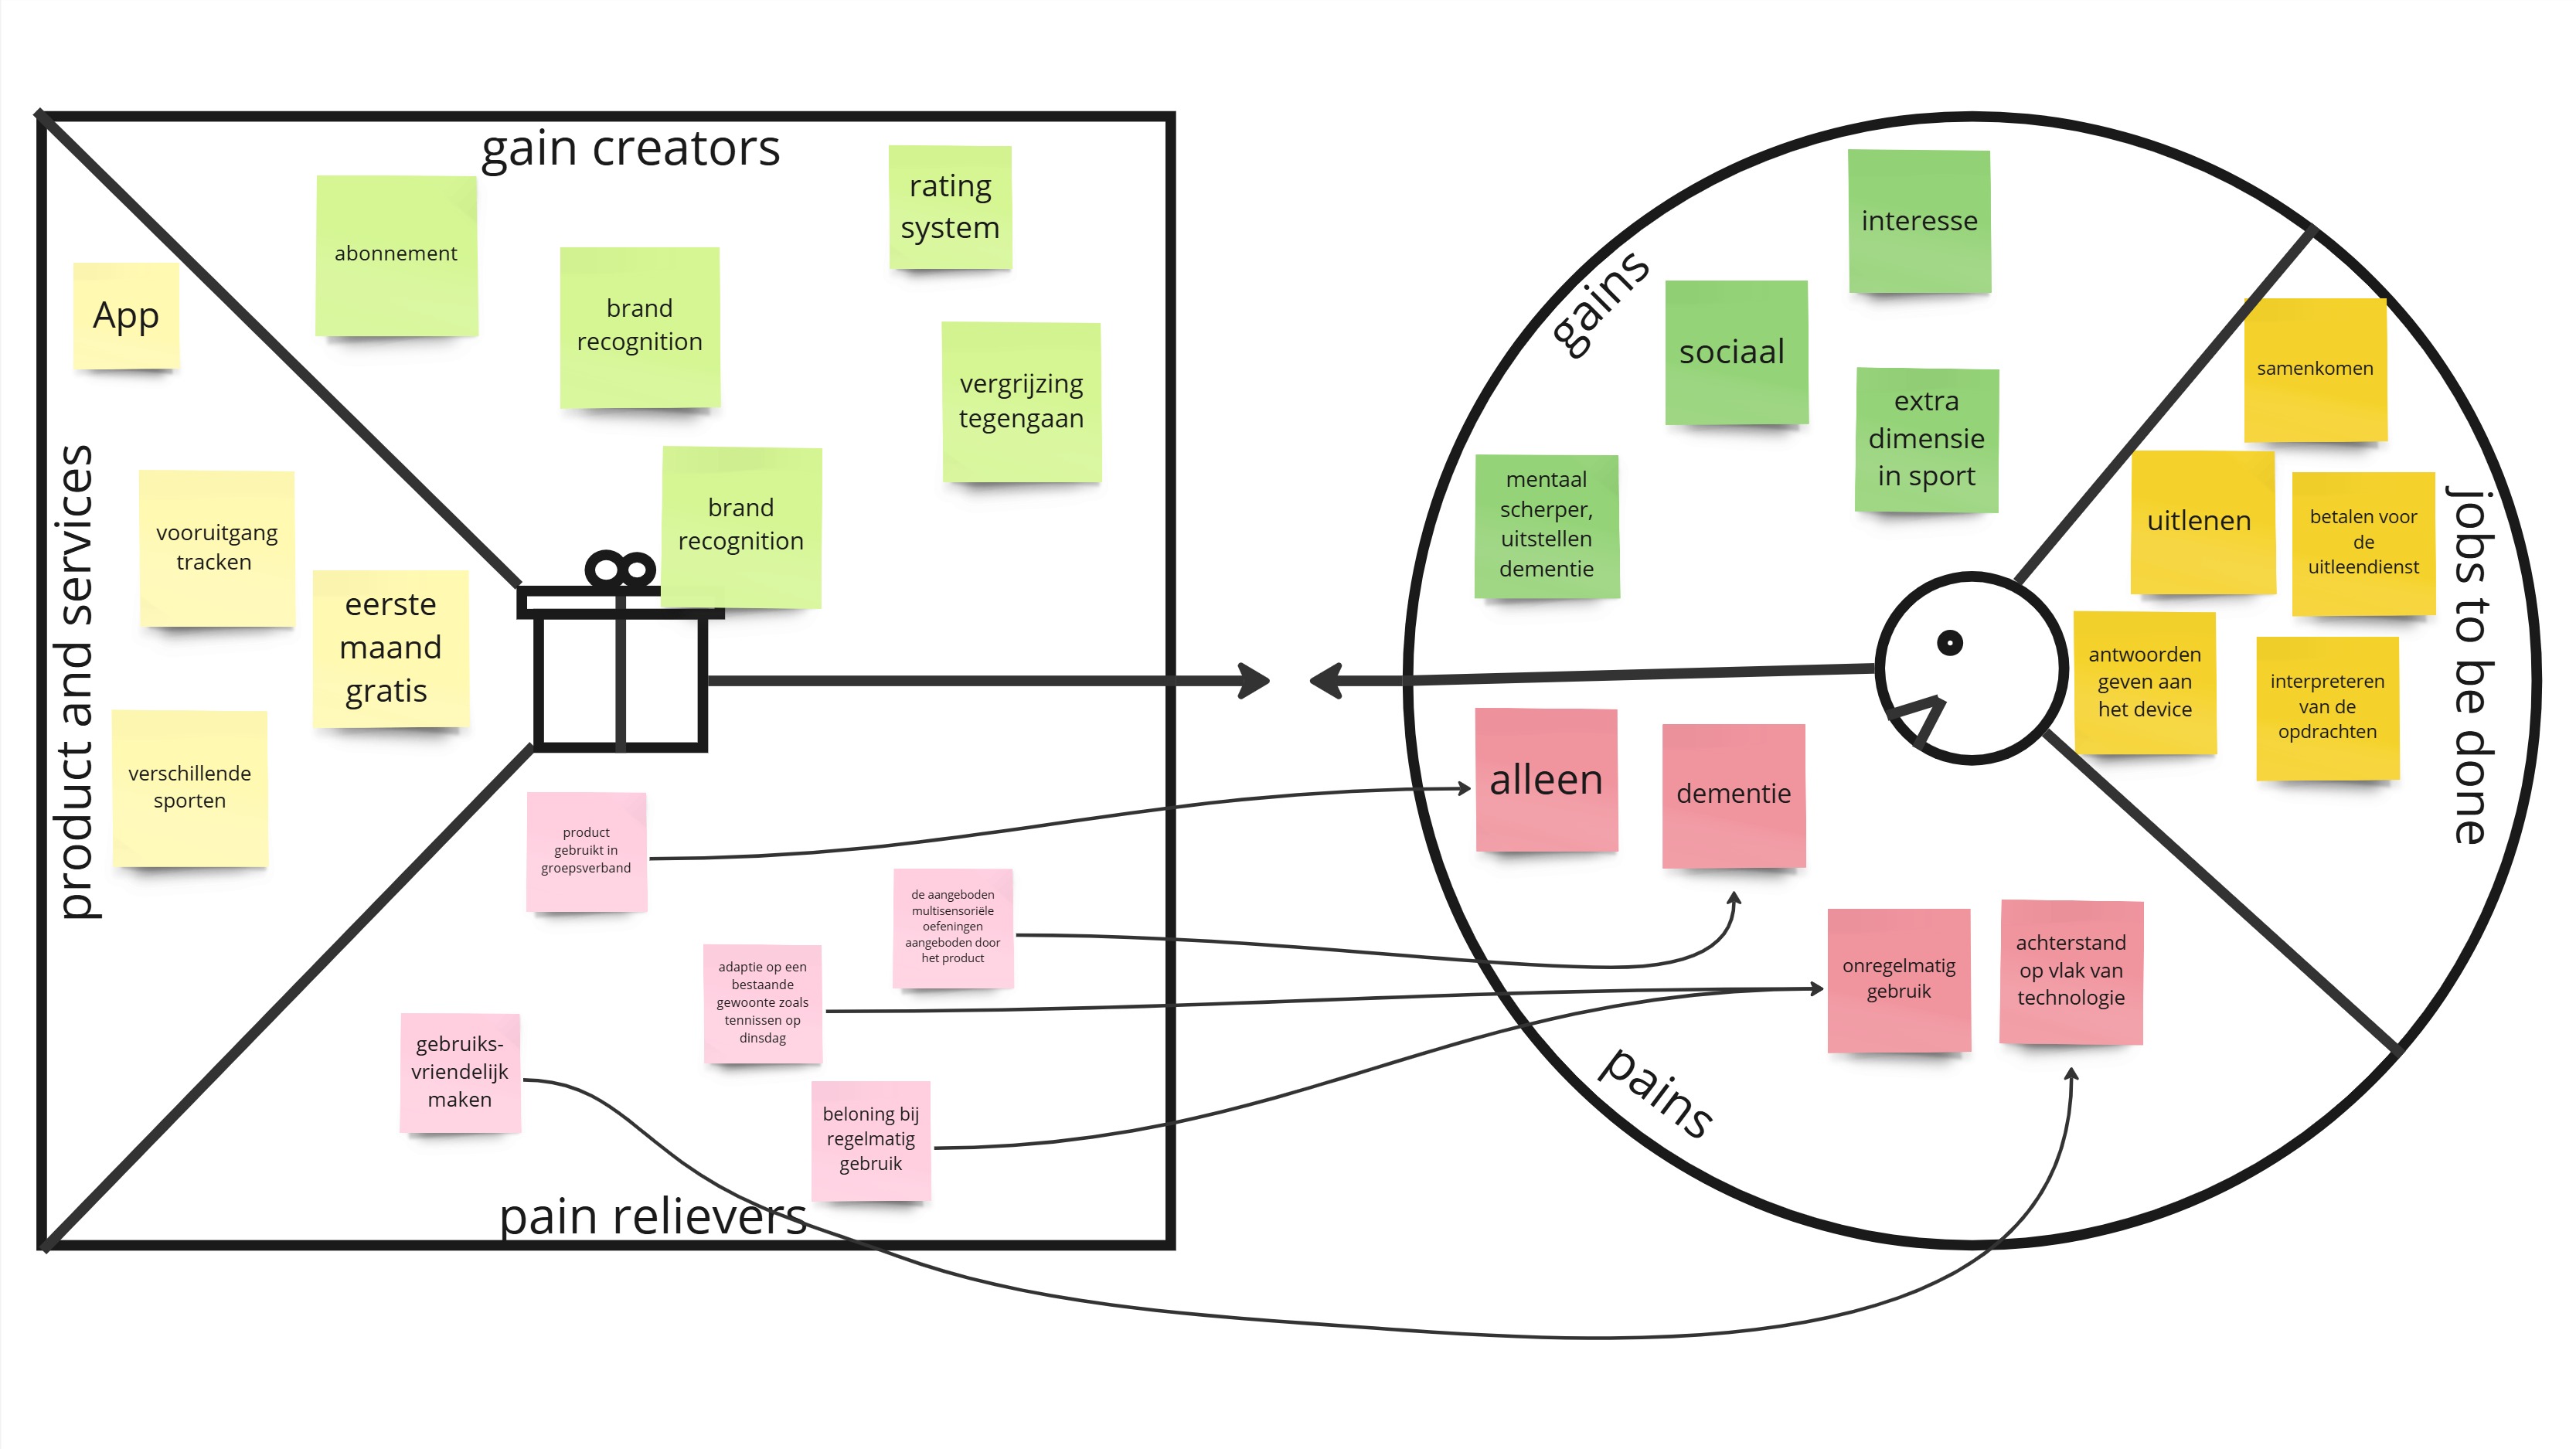 gain creators
abonnement
brand
recognition
rating
system
vergrijzing
tegengaan
brand
recognition
product and services
App
vooruitgang
tracken
eerste
maand
gratis
verschillende
sporten
pain relievers
product
gebruikt in
groepsverband
de aangeboden
multisensoriële
oefeningen
aangeboden door
het product
adaptie op een
bestaande
gewoonte zoals
tennissen op
dinsdag
gebruiks-
vriendelijk
maken
beloning bij
regelmatig
gebruik
gains
interesse
sociaal
extra
dimensie
in sport
mentaal
scherper,
uitstellen
dementie
jobs to be done
samenkomen
uitlenen
betalen voor
de
uitleendienst
antwoorden
geven aan
het device
interpreteren
van de
opdrachten
pains
alleen
dementie
onregelmatig
gebruik
achterstand
op vlak van
technologie